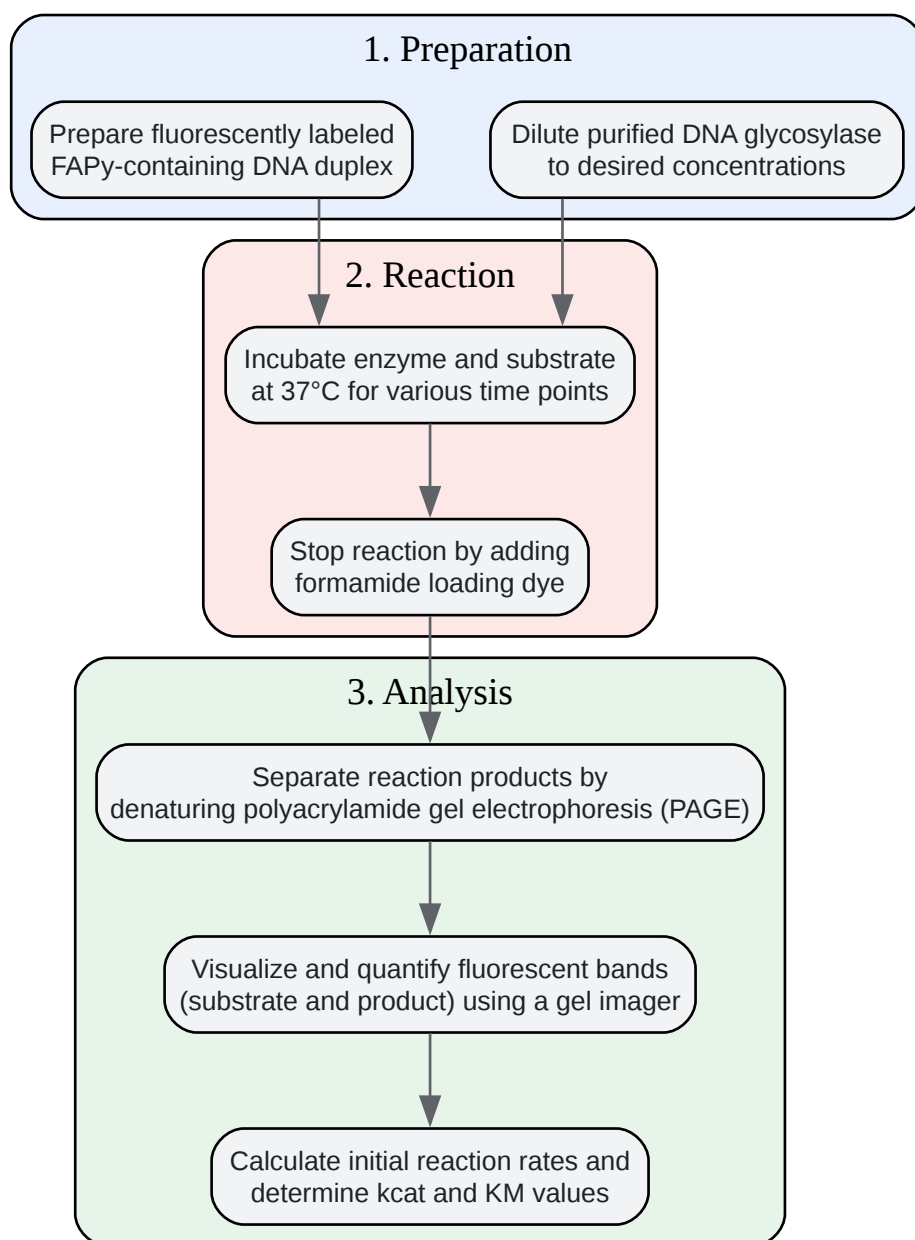 1. Preparation
Prepare fluorescently labeled
FAPy-containing DNA duplex
Dilute purified DNA glycosylase
to desired concentrations
2. Reaction
Incubate enzyme and substrate
at 37°C for various time points
Stop reaction by adding
formamide loading dye
3. Analysis
Separate reaction products by
denaturing polyacrylamide gel electrophoresis (PAGE)
Visualize and quantify fluorescent bands
(substrate and product) using a gel imager
Calculate initial reaction rates and
determine kcat and KM values